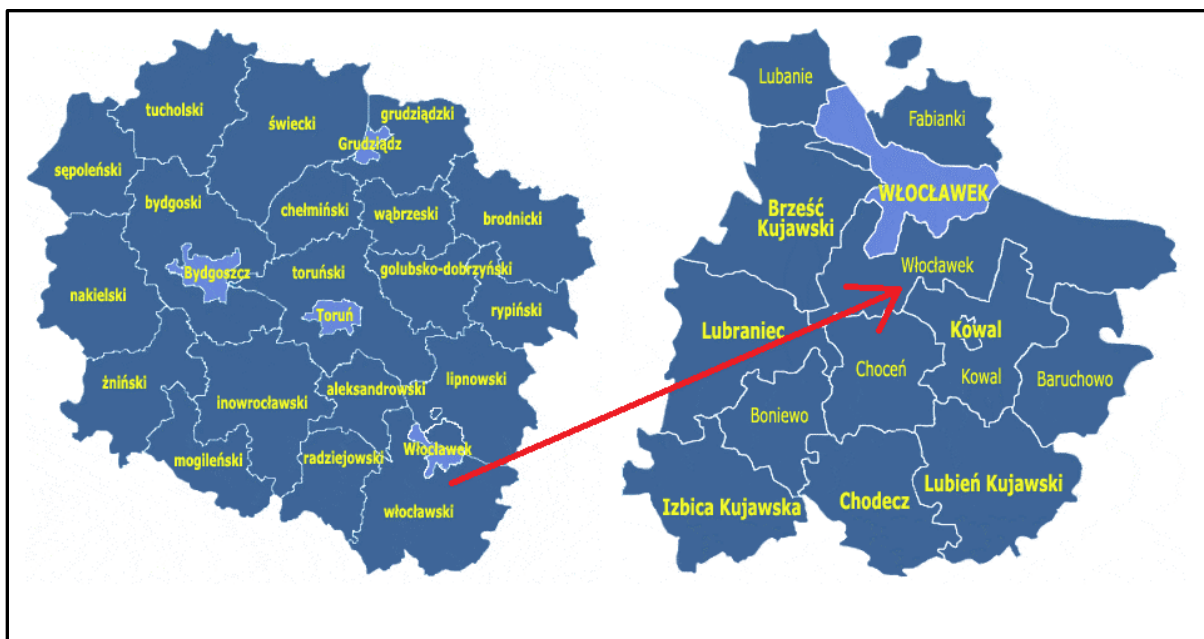 tucholski
świecki
grudziądzki
Grudziądz
sępoleński
bydgoski
chełmiński
wąbrzeski
brodnicki
Bydgoszcz
toruński
golubsko-dobrzyński
nakielski
Toruń
rypiński
żniński
inowrocławski
aleksandrowski
lipnowski
mogileński
radziejowski
Włocławek
włocławski
Lubanie
Fabianki
WŁOCŁAWEK
Brześć
Kujawski
Włocławek
Lubraniec
Kowal
Choceń
Kowal
Baruchowo
Boniewo
Izbica Kujawska
Chodecz
Lubień Kujawski